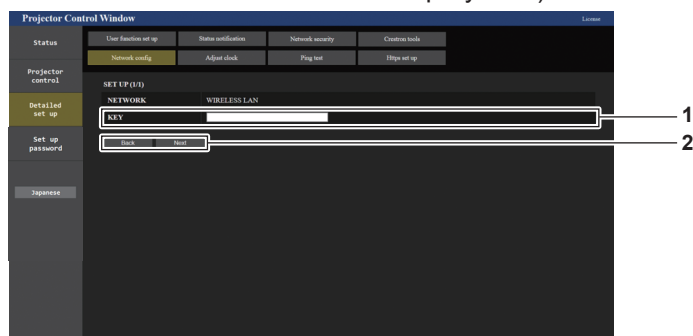 Projector Control Window
License
Status
Projector
control
Detailed
set up
Set up
password
Japanese
User function set up
Status notification
Network security
Crestron tools
Network config
Adjust clock
Ping test
Https set up
SET UP (1/1)
NETWORK WIRELESS LAN
KEY
Back Next
1
2